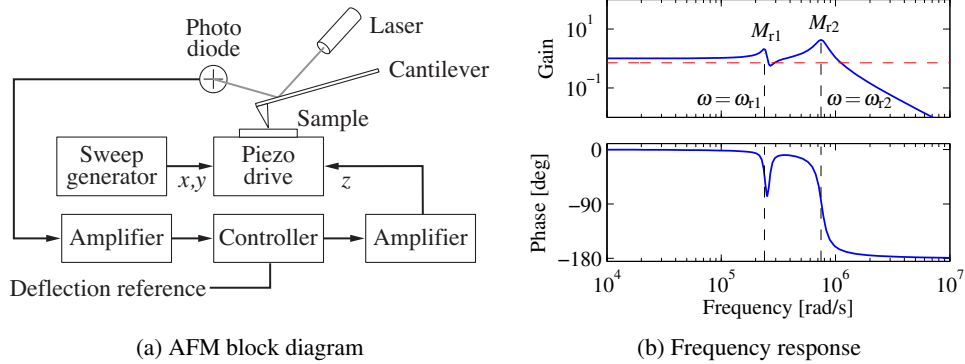 Photo
diode
Laser
Cantilever
Sample
Sweep
generator
x,y
Piezo
drive
z
Amplifier
Controller
Amplifier
Deflection reference
(a) AFM block diagram
M_r1
M_r2
10^1
10^-1
Gain
ω = ω_r1
ω = ω_r2
0
−90
−180
Phase [deg]
10^4
10^5
10^6
10^7
Frequency [rad/s]
(b) Frequency response